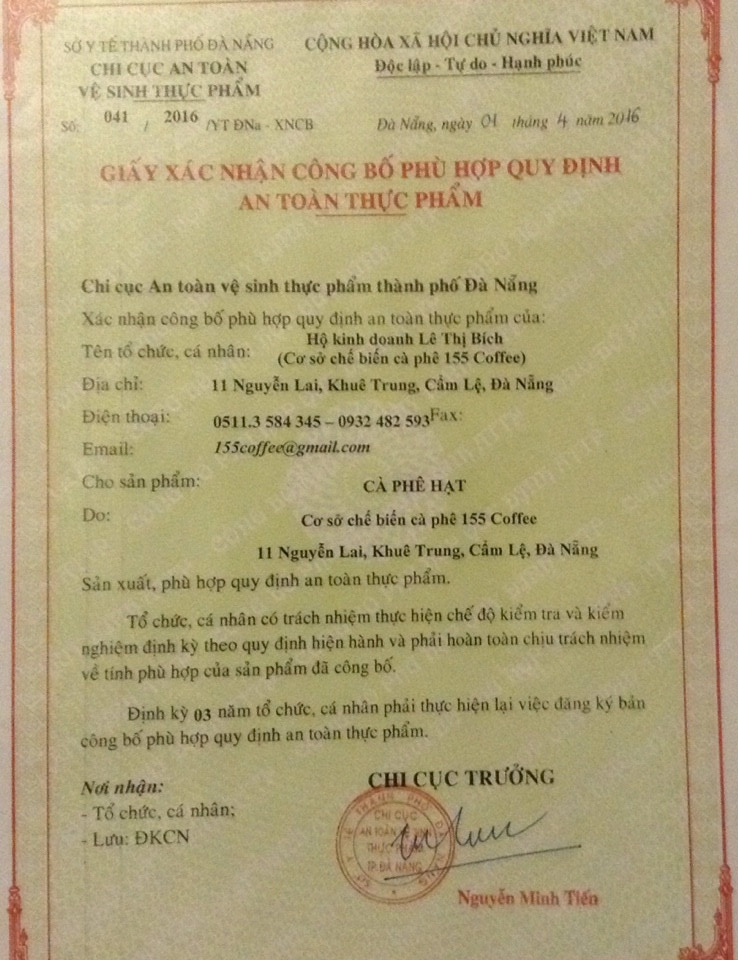 SỞ Y TẾ THÀNH PHỐ ĐÀ NẴNG
CHI CỤC AN TOÀN
VỆ SINH THỰC PHẨM
Số: 041 / 2016 /YT ĐNa - XNCB
CỘNG HÒA XÃ HỘI CHỦ NGHĨA VIỆT NAM
Độc lập - Tự do - Hạnh phúc
Đà Nẵng, ngày 01 tháng 4 năm 2016
GIẤY XÁC NHẬN CÔNG BỐ PHÙ HỢP QUY ĐỊNH
AN TOÀN THỰC PHẨM
Chi cục An toàn vệ sinh thực phẩm thành phố Đà Nẵng
Xác nhận công bố phù hợp quy định an toàn thực phẩm của:
Tên tổ chức, cá nhân: Hộ kinh doanh Lê Thị Bích
(Cơ sở chế biến cà phê 155 Coffee)
Địa chỉ: 11 Nguyễn Lai, Khuê Trung, Cẩm Lệ, Đà Nẵng
Điện thoại: 0511.3 584 345 – 0932 482 593 Fax:
Email: 155coffee@gmail.com
Cho sản phẩm: CÀ PHÊ HẠT
Do: Cơ sở chế biến cà phê 155 Coffee
11 Nguyễn Lai, Khuê Trung, Cẩm Lệ, Đà Nẵng
Sản xuất, phù hợp quy định an toàn thực phẩm.
Tổ chức, cá nhân có trách nhiệm thực hiện chế độ kiểm tra và kiểm
nghiệm định kỳ theo quy định hiện hành và phải hoàn toàn chịu trách nhiệm
về tính phù hợp của sản phẩm đã công bố.
Định kỳ 03 năm tổ chức, cá nhân phải thực hiện lại việc đăng ký bản
công bố phù hợp quy định an toàn thực phẩm.
Nơi nhận:
- Tổ chức, cá nhân;
- Lưu: ĐKCN
CHI CỤC TRƯỞNG
CHI CỤC
AN TOÀN VỆ SINH
THỰC PHẨM
TP.ĐÀ NẴNG
Nguyễn Minh Tiến